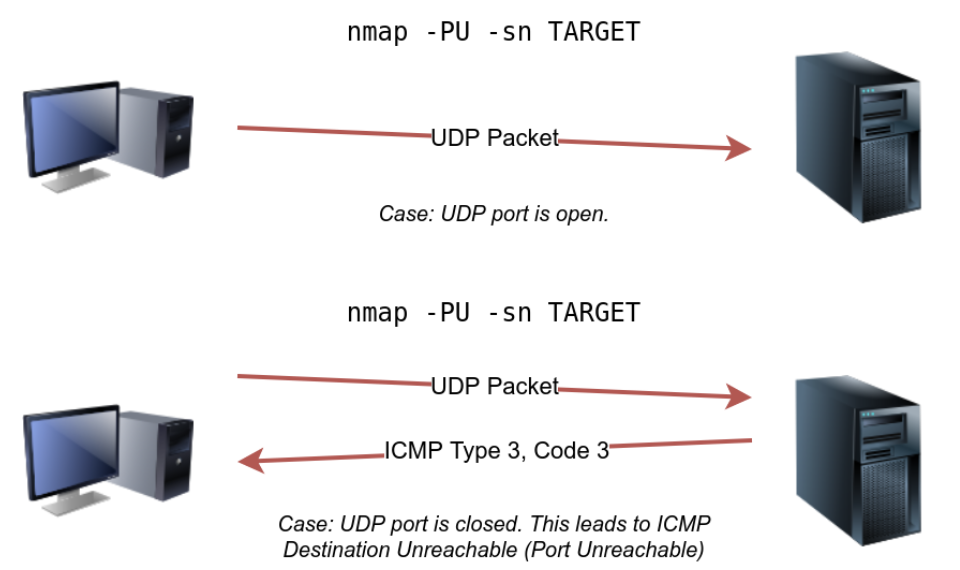 nmap -PU -sn TARGET
UDP Packet
Case: UDP port is open.
nmap -PU -sn TARGET
UDP Packet
ICMP Type 3, Code 3
Case: UDP port is closed. This leads to ICMP
Destination Unreachable (Port Unreachable)